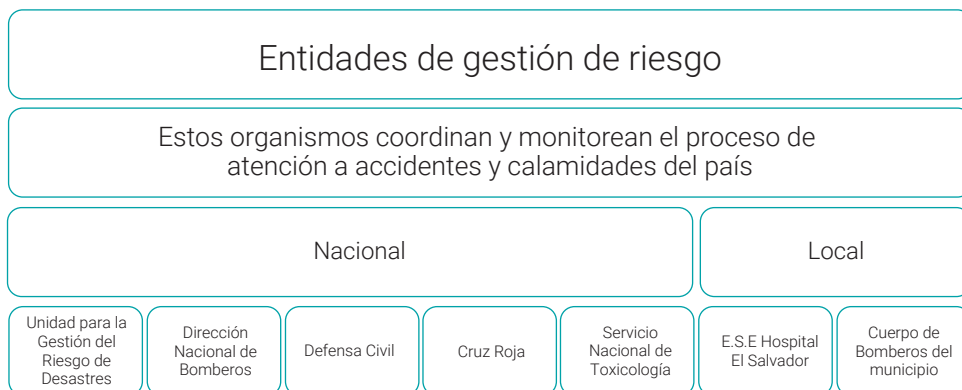 Entidades de gestión de riesgo
Estos organismos coordinan y monitorean el proceso de
atención a accidentes y calamidades del país
Nacional
Local
Unidad para la
Gestión del
Riesgo de
Desastres
Dirección
Nacional de
Bomberos
Defensa Civil
Cruz Roja
Servicio
Nacional de
Toxicología
E.S.E Hospital
El Salvador
Cuerpo de
Bomberos del
municipio